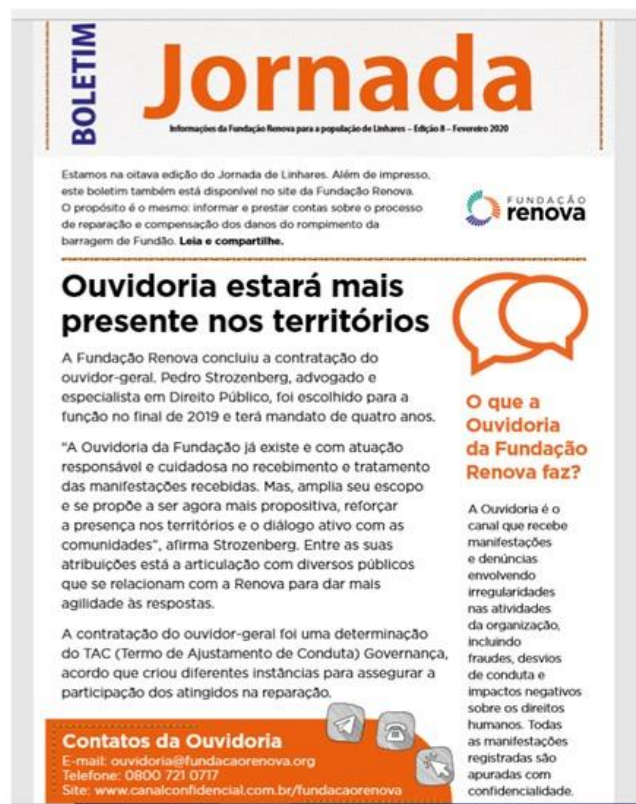 BOLETIM
Jornada
Informações da Fundação Renova para a população de Linhares – Edição 8 – Fevereiro 2020
Estamos na oitava edição do Jornada de Linhares. Além de impresso,
este boletim também está disponível no site da Fundação Renova.
O propósito é o mesmo: informar e prestar contas sobre o processo
de reparação e compensação dos danos do rompimento da
barragem de Fundão. Leia e compartilhe.
FUNDAÇÃO
renova
Ouvidoria estará mais
presente nos territórios
A Fundação Renova concluiu a contratação do
ouvidor-geral. Pedro Strozenberg, advogado e
especialista em Direito Público, foi escolhido para a
função no final de 2019 e terá mandato de quatro anos.
“A Ouvidoria da Fundação já existe e com atuação
responsável e cuidadosa no recebimento e tratamento
das manifestações recebidas. Mas, amplia seu escopo
e se propõe a ser agora mais propositiva, reforçar
a presença nos territórios e o diálogo ativo com as
comunidades”, afirma Strozenberg. Entre as suas
atribuições está a articulação com diversos públicos
que se relacionam com a Renova para dar mais
agilidade às respostas.
A contratação do ouvidor-geral foi uma determinação
do TAC (Termo de Ajustamento de Conduta) Governança,
acordo que criou diferentes instâncias para assegurar a
participação dos atingidos na reparação.
O que a
Ouvidoria
da Fundação
Renova faz?
A Ouvidoria é o
canal que recebe
manifestações
e denúncias
envolvendo
irregularidades
nas atividades
da organização,
incluindo
fraudes, desvios
de conduta e
impactos negativos
sobre os direitos
humanos. Todas
as manifestações
registradas são
apuradas com
confidencialidade.
Contatos da Ouvidoria
E-mail: ouvidoria@fundacaorenova.org
Telefone: 0800 721 0717
Site: www.canalconfidencial.com.br/fundacaorenova